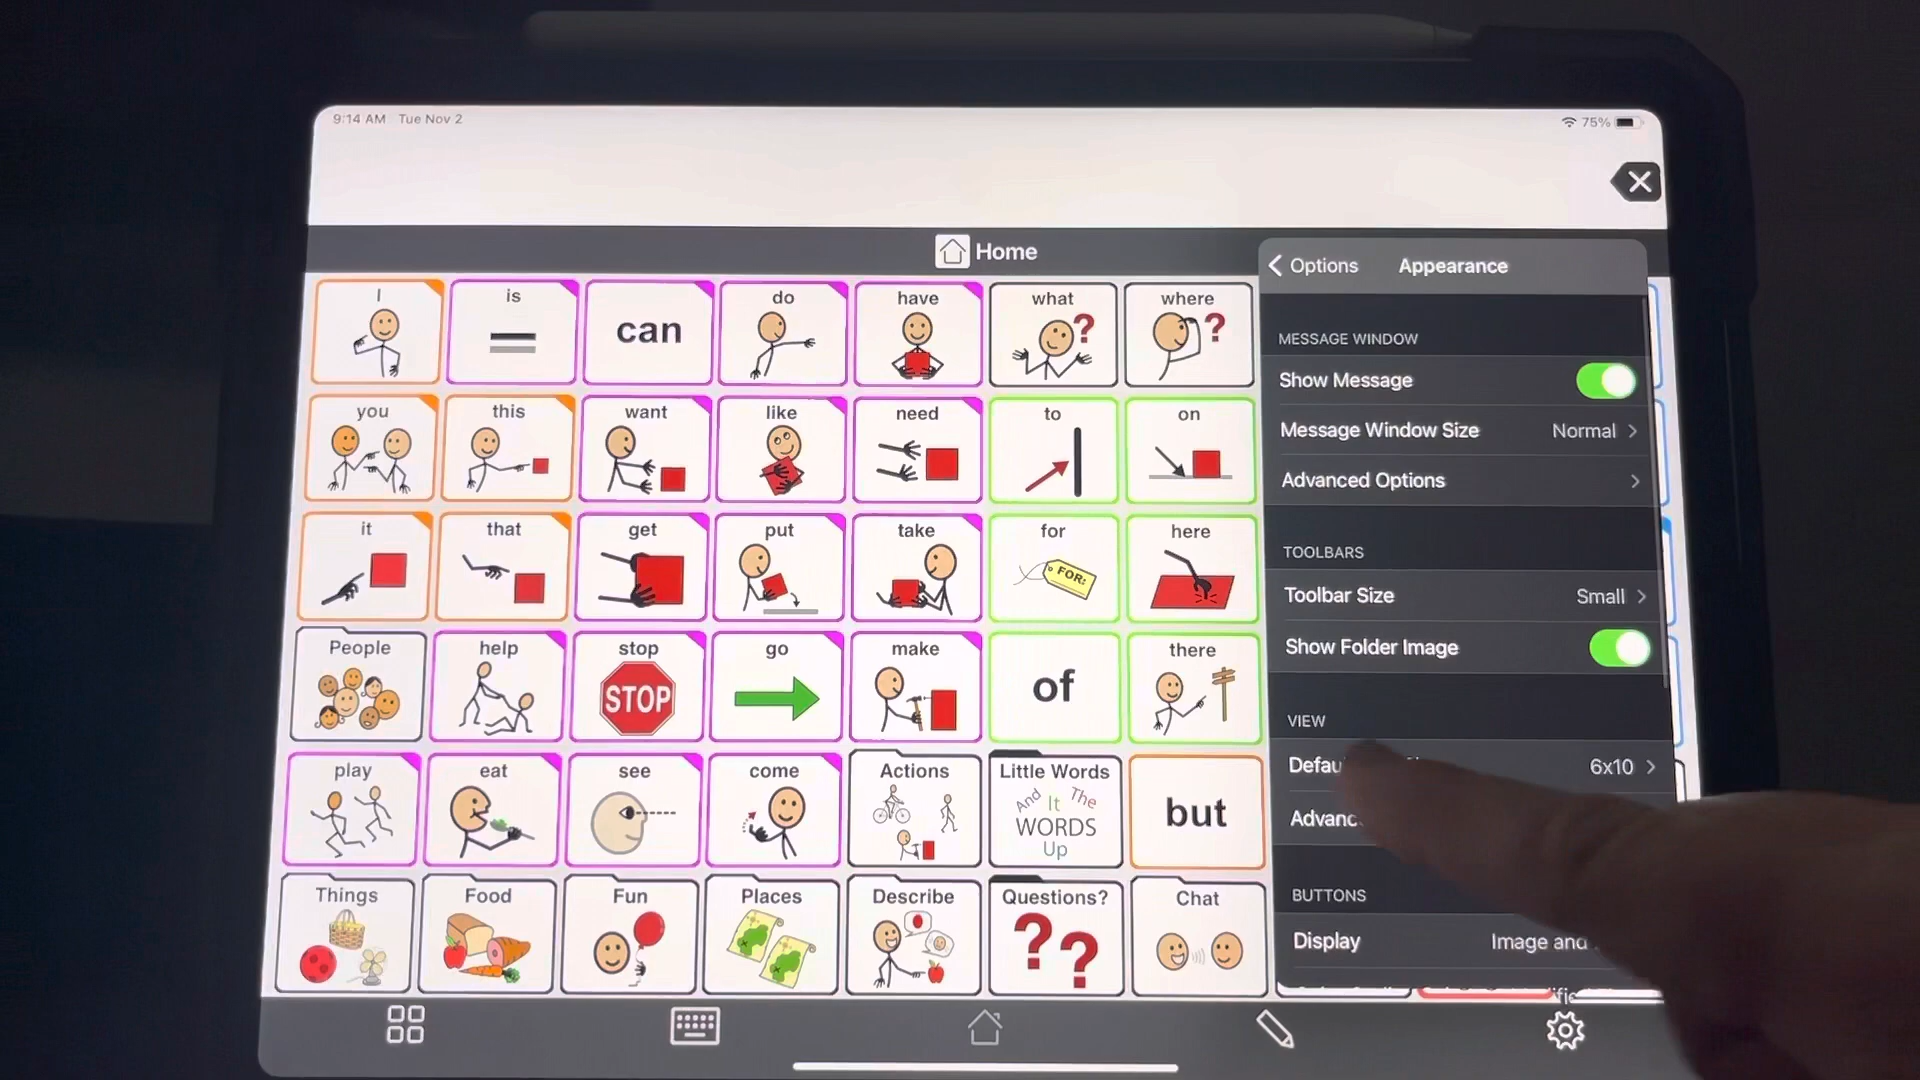 9:14 AM Tue Nov 2
75%
Home
Options
Appearance
I
is
can
do
have
what
where
MESSAGE WINDOW
Show Message
Message Window Size
Normal
Advanced Options
you
this
want
like
need
to
on
it
that
get
put
take
for
FOR:
here
TOOLBARS
Toolbar Size
Small
Show Folder Image
People
help
stop
STOP
go
make
of
there
VIEW
Defau
6x10
Advanc
play
eat
see
come
Actions
Little Words
And It The
WORDS
Up
but
BUTTONS
Display
Image and
Things
Food
Fun
Places
Describe
Questions?
Chat